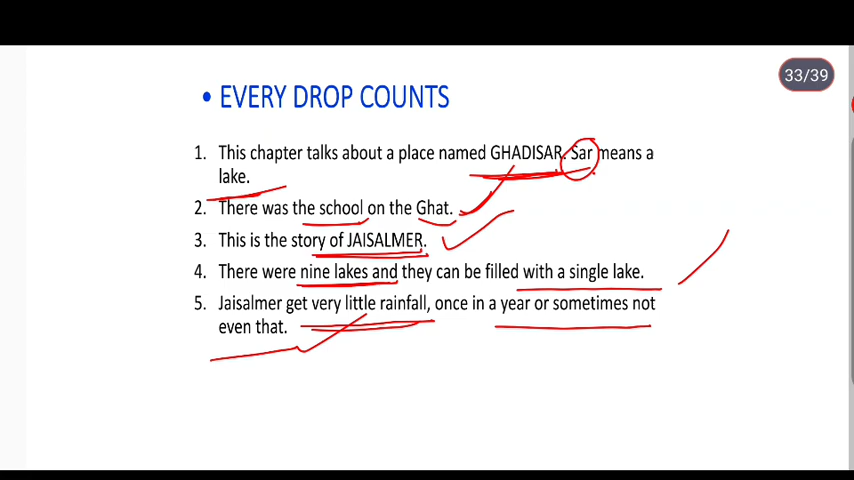 33/39
• EVERY DROP COUNTS
1. This chapter talks about a place named GHADISAR. Sar means a
lake.
2. There was the school on the Ghat.
3. This is the story of JAISALMER.
4. There were nine lakes and they can be filled with a single lake.
5. Jaisalmer get very little rainfall, once in a year or sometimes not
even that.